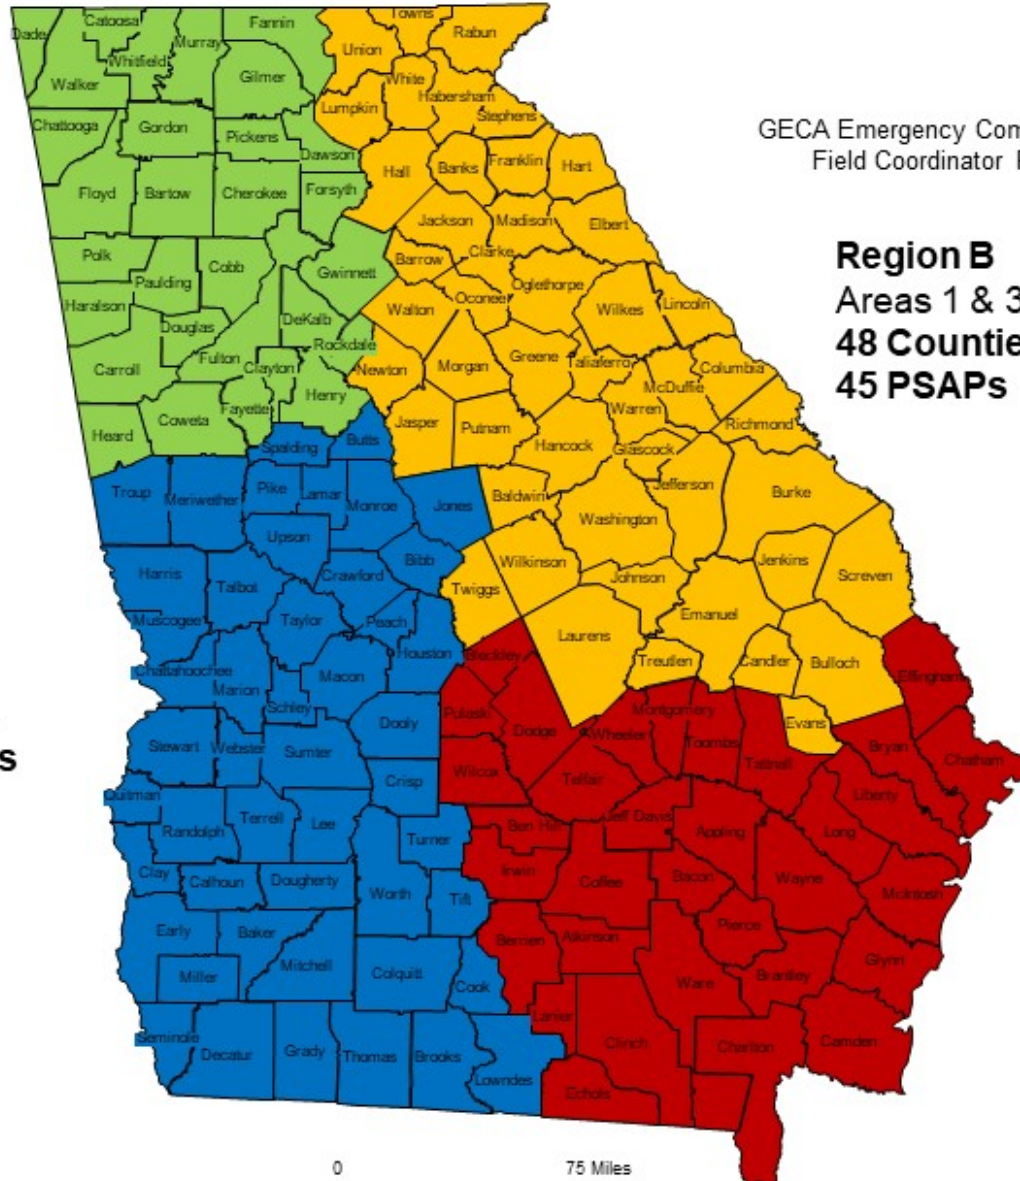 Towns
Catoosa
Fannin
Rabun
Dade
Murray
Union
Whitfield
Gilmer
White
Walker
Habersham
Lumpkin
Stephens
Chattooga
Gordon
Pickens
GECA Emergency Com
Dawson
Field Coordinator
Hall
Banks
Franklin
Hart
Floyd
Bartow
Cherokee
Forsyth
Jackson
Madison
Elbert
Polk
Cobb
Barrow
Clarke
Region B
Paulding
Gwinnett
Oglethorpe
Areas 1 & 3
Haralson
Walton
Oconee
Wilkes
Lincoln
48 Countie
Douglas
DeKalb
Rockdale
45 PSAPs
Carroll
Fulton
Clayton
Newton
Morgan
Greene
Taliaferro
Columbia
McDuffie
Henry
Fayette
Warren
Heard
Coweta
Jasper
Putnam
Richmond
Spalding
Butts
Hancock
Glascock
Troup
Meriwether
Pike
Lamar
Monroe
Jones
Baldwin
Jefferson
Burke
Upson
Washington
Harris
Talbot
Crawford
Bibb
Wilkinson
Johnson
Jenkins
Screven
Twiggs
Muscogee
Taylor
Peach
Emanuel
Laurens
Chattahoochee
Marion
Macon
Houston
Bleckley
Treutlen
Candler
Bulloch
Effingham
Schley
Dooly
Pulaski
Montgomery
Stewart
Webster
Sumter
Dodge
Wheeler
Toombs
Evans
Bryan
s
Chatham
Crisp
Wilcox
Telfair
Tattnall
Quitman
Liberty
Randolph
Terrell
Lee
Turner
Ben Hill
Jeff Davis
Appling
Long
Clay
Calhoun
Dougherty
Worth
Tift
Irwin
Coffee
Bacon
Wayne
McIntosh
Early
Baker
Berrien
Atkinson
Pierce
Miller
Mitchell
Colquitt
Cook
Ware
Brantley
Glynn
Seminole
Decatur
Grady
Thomas
Brooks
Lanier
Clinch
Charlton
Camden
Lowndes
Echols
0
75 Miles